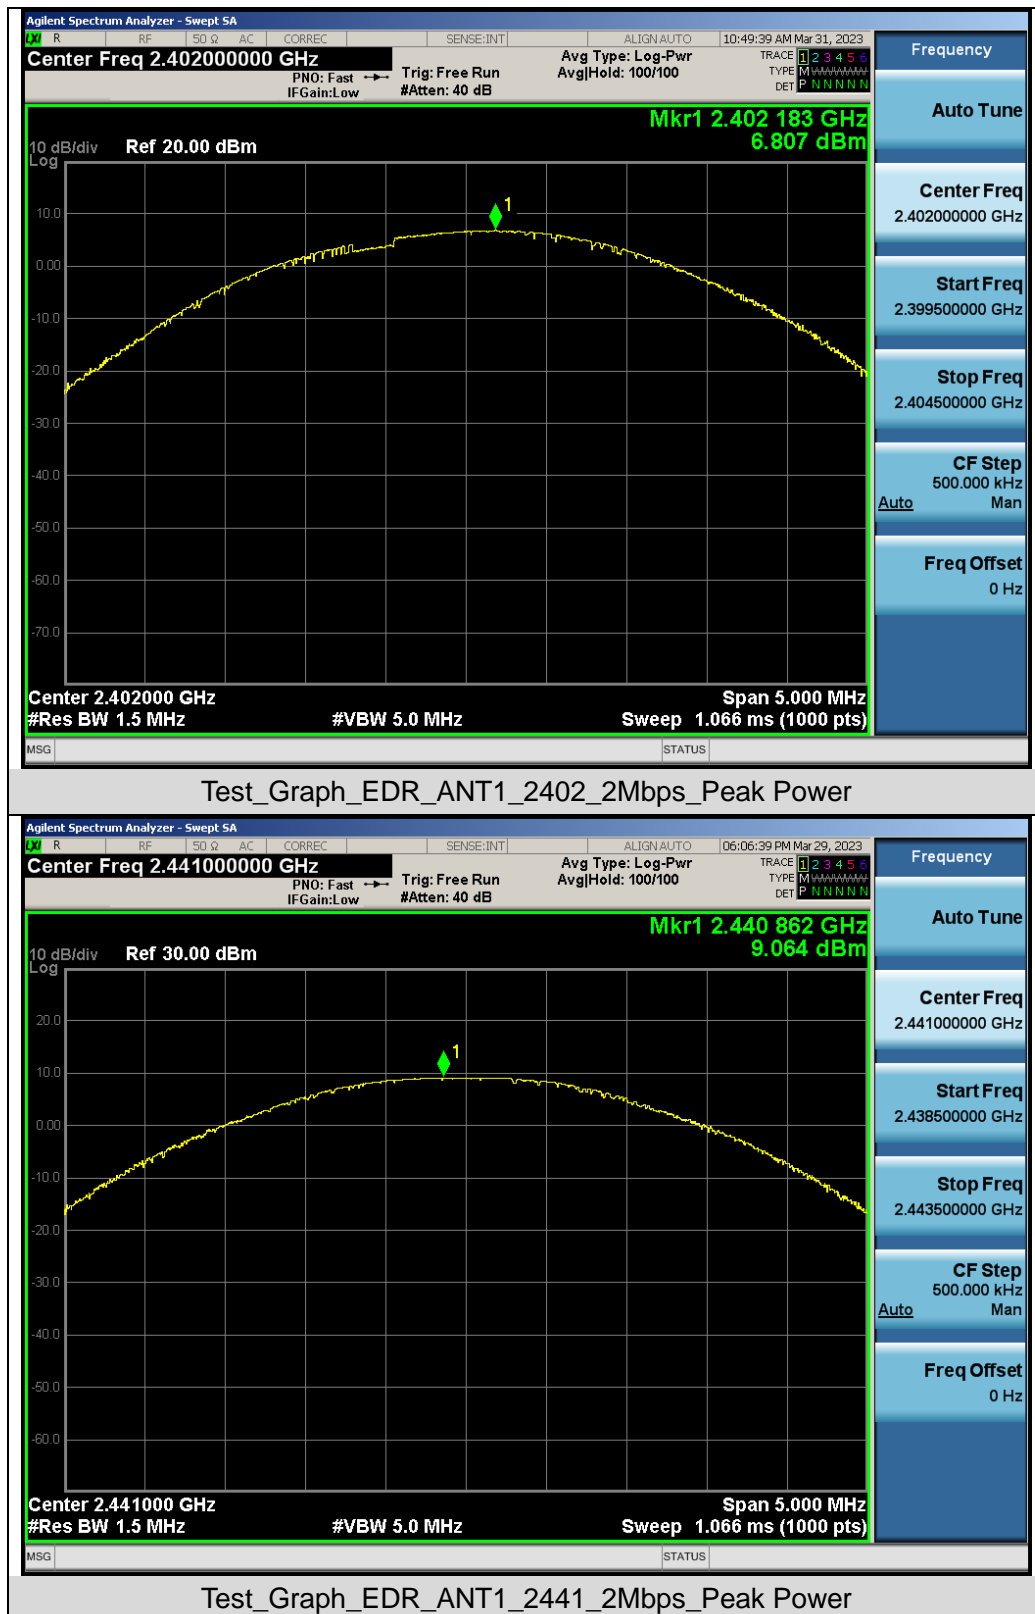 Agilent Spectrum Analyzer - Swept SA
LXI R RF 50 Ω AC CORREC SENSE:INT ALIGN AUTO 10:49:39 AM Mar 31, 2023
Center Freq 2.402000000 GHz
PNO: Fast
IFGain:Low
Trig: Free Run
#Atten: 40 dB
Avg Type: Log-Pwr
Avg|Hold: 100/100
TRACE 1 2 3 4 5 6
TYPE M WWWWW
DET P N N N N N
Mkr1 2.402 183 GHz
6.807 dBm
10 dB/div Ref 20.00 dBm
Log
10.0
1
0.00
-10.0
-20.0
-30.0
-40.0
-50.0
-60.0
-70.0
Center 2.402000 GHz Span 5.000 MHz
#Res BW 1.5 MHz #VBW 5.0 MHz Sweep 1.066 ms (1000 pts)
MSG STATUS
Frequency
Auto Tune
Center Freq
2.402000000 GHz
Start Freq
2.399500000 GHz
Stop Freq
2.404500000 GHz
CF Step
500.000 kHz
Auto Man
Freq Offset
0 Hz
Test_Graph_EDR_ANT1_2402_2Mbps_Peak Power
Agilent Spectrum Analyzer - Swept SA
LXI R RF 50 Ω AC CORREC SENSE:INT ALIGN AUTO 06:06:39 PM Mar 29, 2023
Center Freq 2.441000000 GHz
PNO: Fast
IFGain:Low
Trig: Free Run
#Atten: 40 dB
Avg Type: Log-Pwr
Avg|Hold: 100/100
TRACE 1 2 3 4 5 6
TYPE M WWWWW
DET P N N N N N
Mkr1 2.440 862 GHz
9.064 dBm
10 dB/div Ref 30.00 dBm
Log
20.0
1
10.0
0.00
-10.0
-20.0
-30.0
-40.0
-50.0
-60.0
Center 2.441000 GHz Span 5.000 MHz
#Res BW 1.5 MHz #VBW 5.0 MHz Sweep 1.066 ms (1000 pts)
MSG STATUS
Frequency
Auto Tune
Center Freq
2.441000000 GHz
Start Freq
2.438500000 GHz
Stop Freq
2.443500000 GHz
CF Step
500.000 kHz
Auto Man
Freq Offset
0 Hz
Test_Graph_EDR_ANT1_2441_2Mbps_Peak Power